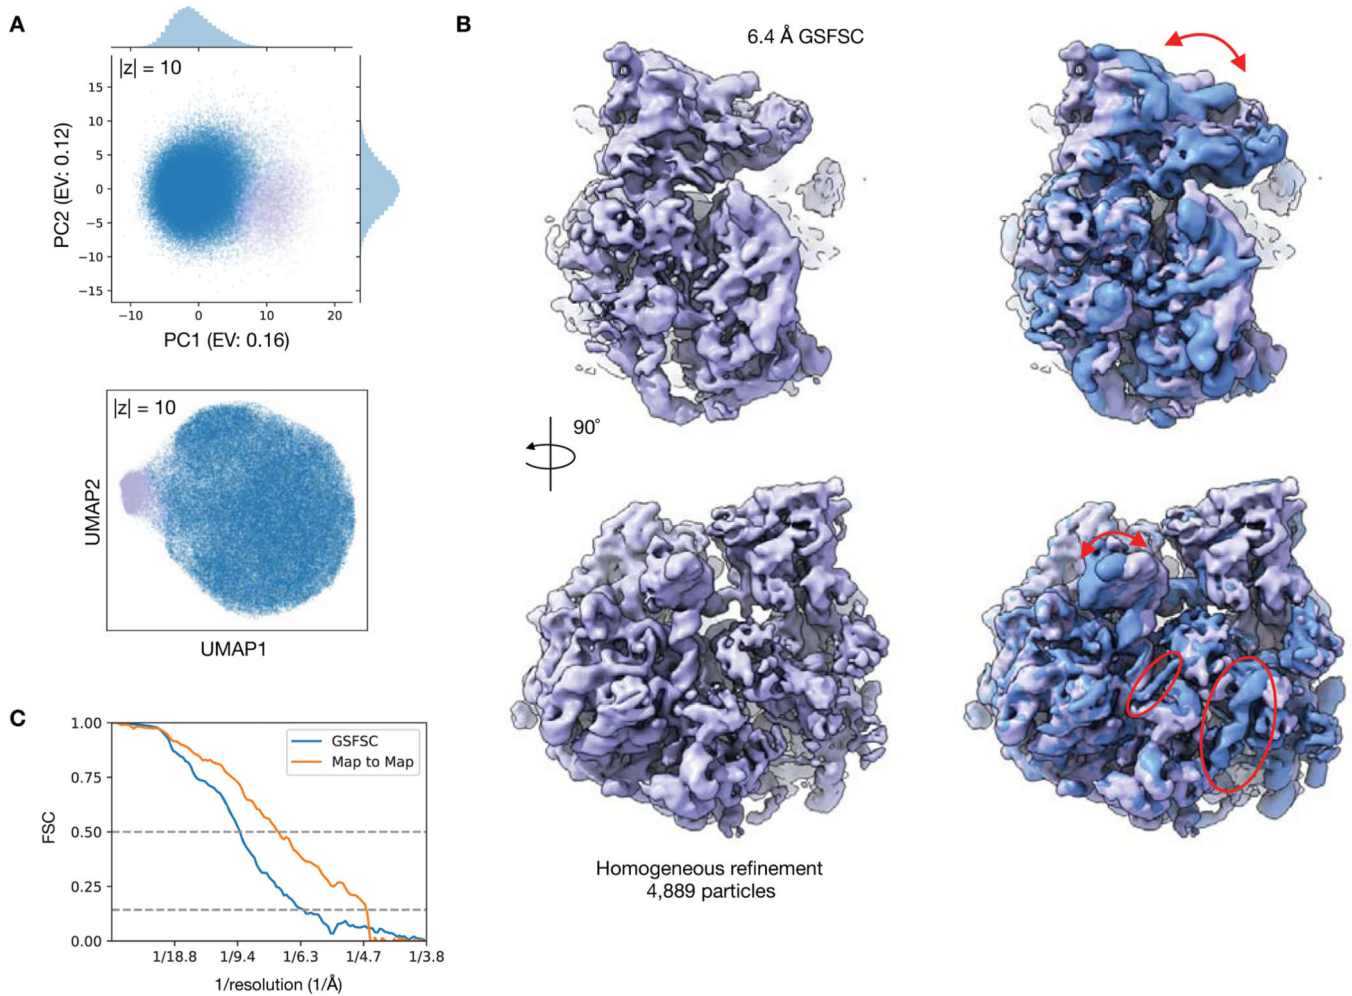 A
|z| = 10
15
10
5
0
−5
−10
−15
PC2 (EV: 0.12)
−10
0
10
20
PC1 (EV: 0.16)
|z| = 10
UMAP2
UMAP1
B
6.4 Å GSFSC
90°
Homogeneous refinement
4,889 particles
C
1.00
0.75
0.50
0.25
0.00
FSC
GSFSC
Map to Map
1/18.8
1/9.4
1/6.3
1/4.7
1/3.8
1/resolution (1/Å)